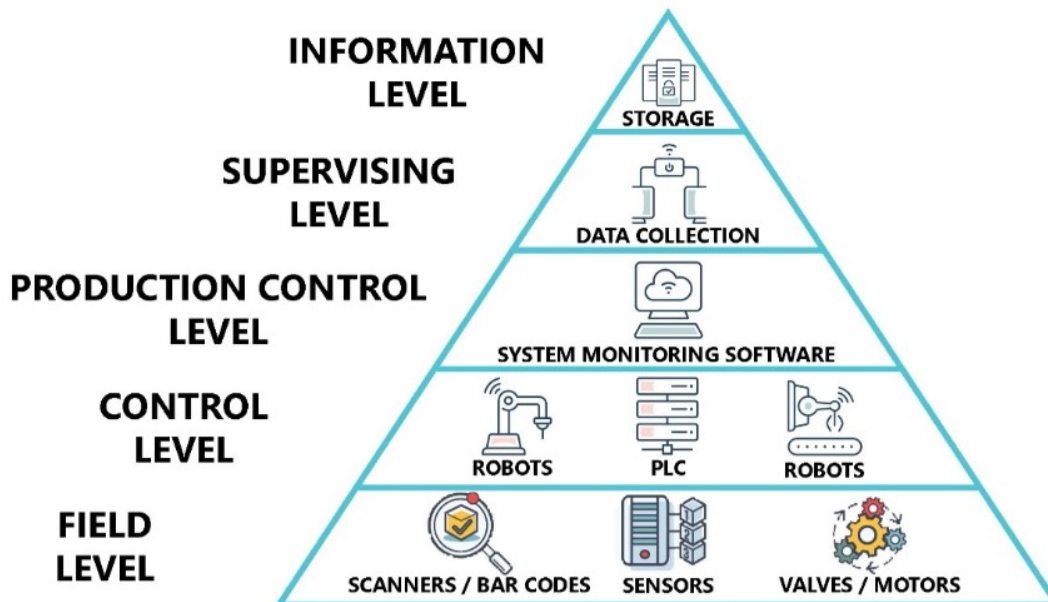 INFORMATION
LEVEL
STORAGE
SUPERVISING
LEVEL
DATA COLLECTION
PRODUCTION CONTROL
LEVEL
SYSTEM MONITORING SOFTWARE
CONTROL
LEVEL
ROBOTS
PLC
ROBOTS
FIELD
LEVEL
SCANNERS / BAR CODES
SENSORS
VALVES / MOTORS